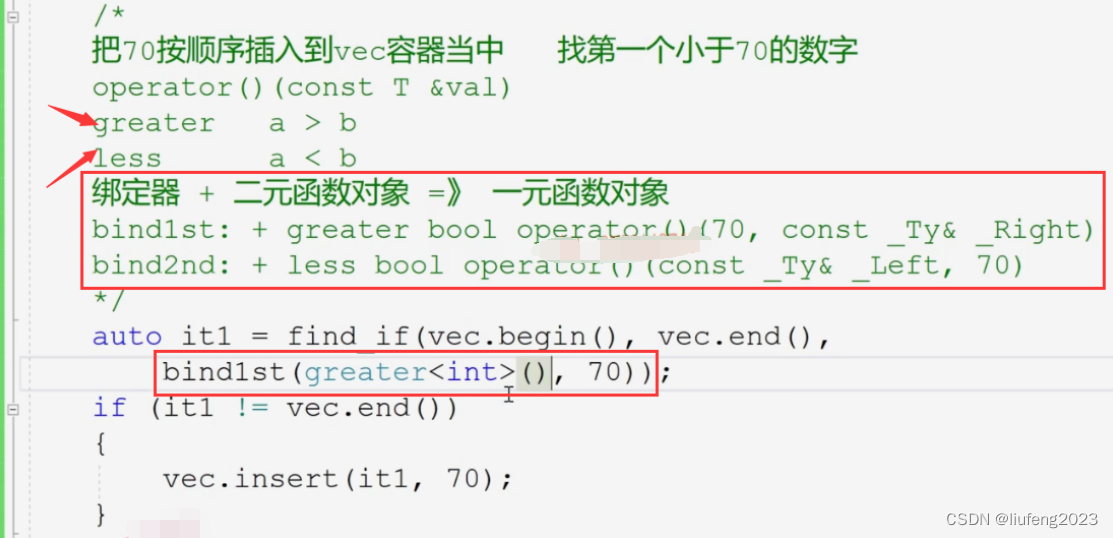 /*
把70按顺序插入到vec容器当中 找第一个小于70的数字
operator()(const T &val)
greater a > b
less a < b
绑定器 + 二元函数对象 =》 一元函数对象
bind1st: + greater bool operator()(70, const _Ty& _Right)
bind2nd: + less bool operator()(const _Ty& _Left, 70)
*/
auto it1 = find_if(vec.begin(), vec.end(),
bind1st(greater<int>(), 70));
if (it1 != vec.end())
{
vec.insert(it1, 70);
}
CSDN @liufeng2023